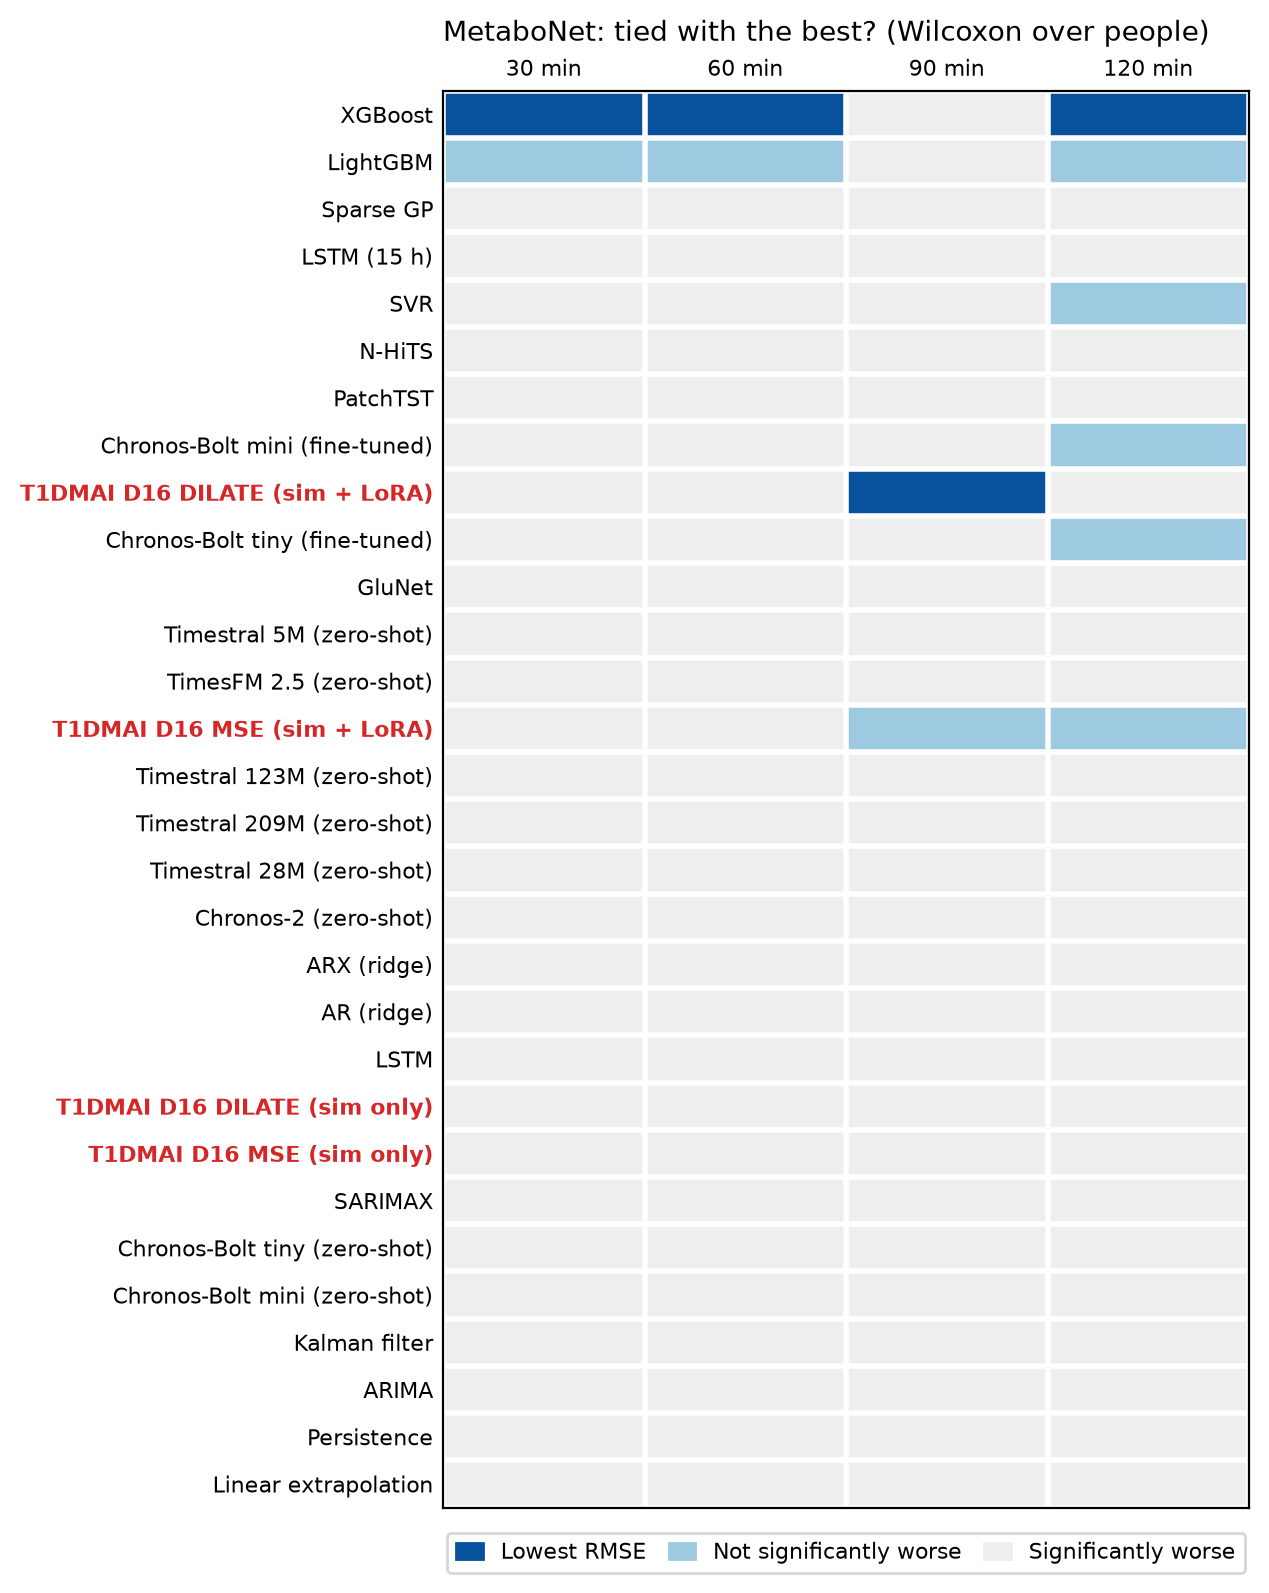 MetaboNet: tied with the best? (Wilcoxon over people)
30 min 60 min 90 min 120 min
XGBoost
LightGBM
Sparse GP
LSTM (15 h)
SVR
N-HiTS
PatchTST
Chronos-Bolt mini (fine-tuned)
T1DMAI D16 DILATE (sim + LoRA)
Chronos-Bolt tiny (fine-tuned)
GluNet
Timestral 5M (zero-shot)
TimesFM 2.5 (zero-shot)
T1DMAI D16 MSE (sim + LoRA)
Timestral 123M (zero-shot)
Timestral 209M (zero-shot)
Timestral 28M (zero-shot)
Chronos-2 (zero-shot)
ARX (ridge)
AR (ridge)
LSTM
T1DMAI D16 DILATE (sim only)
T1DMAI D16 MSE (sim only)
SARIMAX
Chronos-Bolt tiny (zero-shot)
Chronos-Bolt mini (zero-shot)
Kalman filter
ARIMA
Persistence
Linear extrapolation
Lowest RMSE Not significantly worse Significantly worse